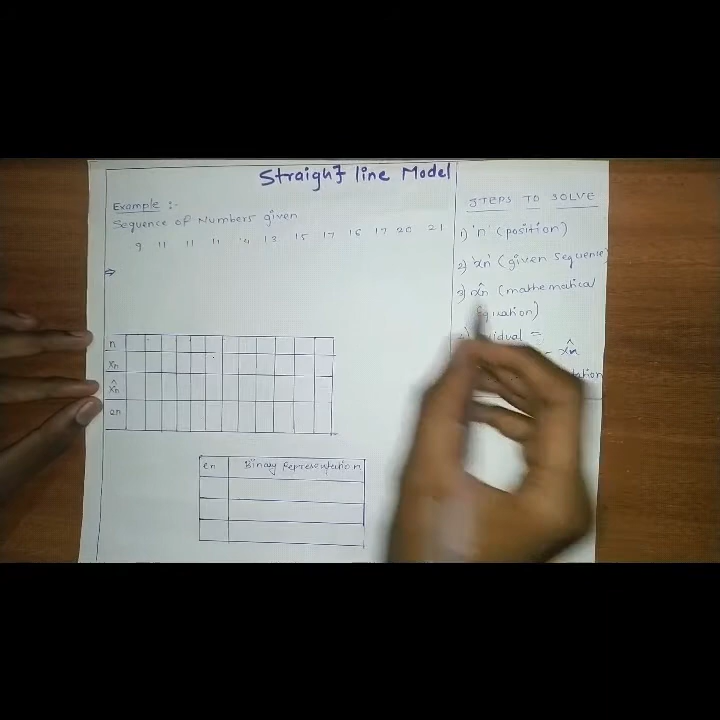 Straight line Model
Example :-
Sequence of Numbers given
9 11 11 11 14 13 15 17 16 17 20 21
⇒
n
xn
x̂n
en
en Binary Representation
STEPS TO SOLVE
1) 'n' (position)
2) 'xn' (given sequence)
3) x̂n (mathematical
equation)
=
- x̂n